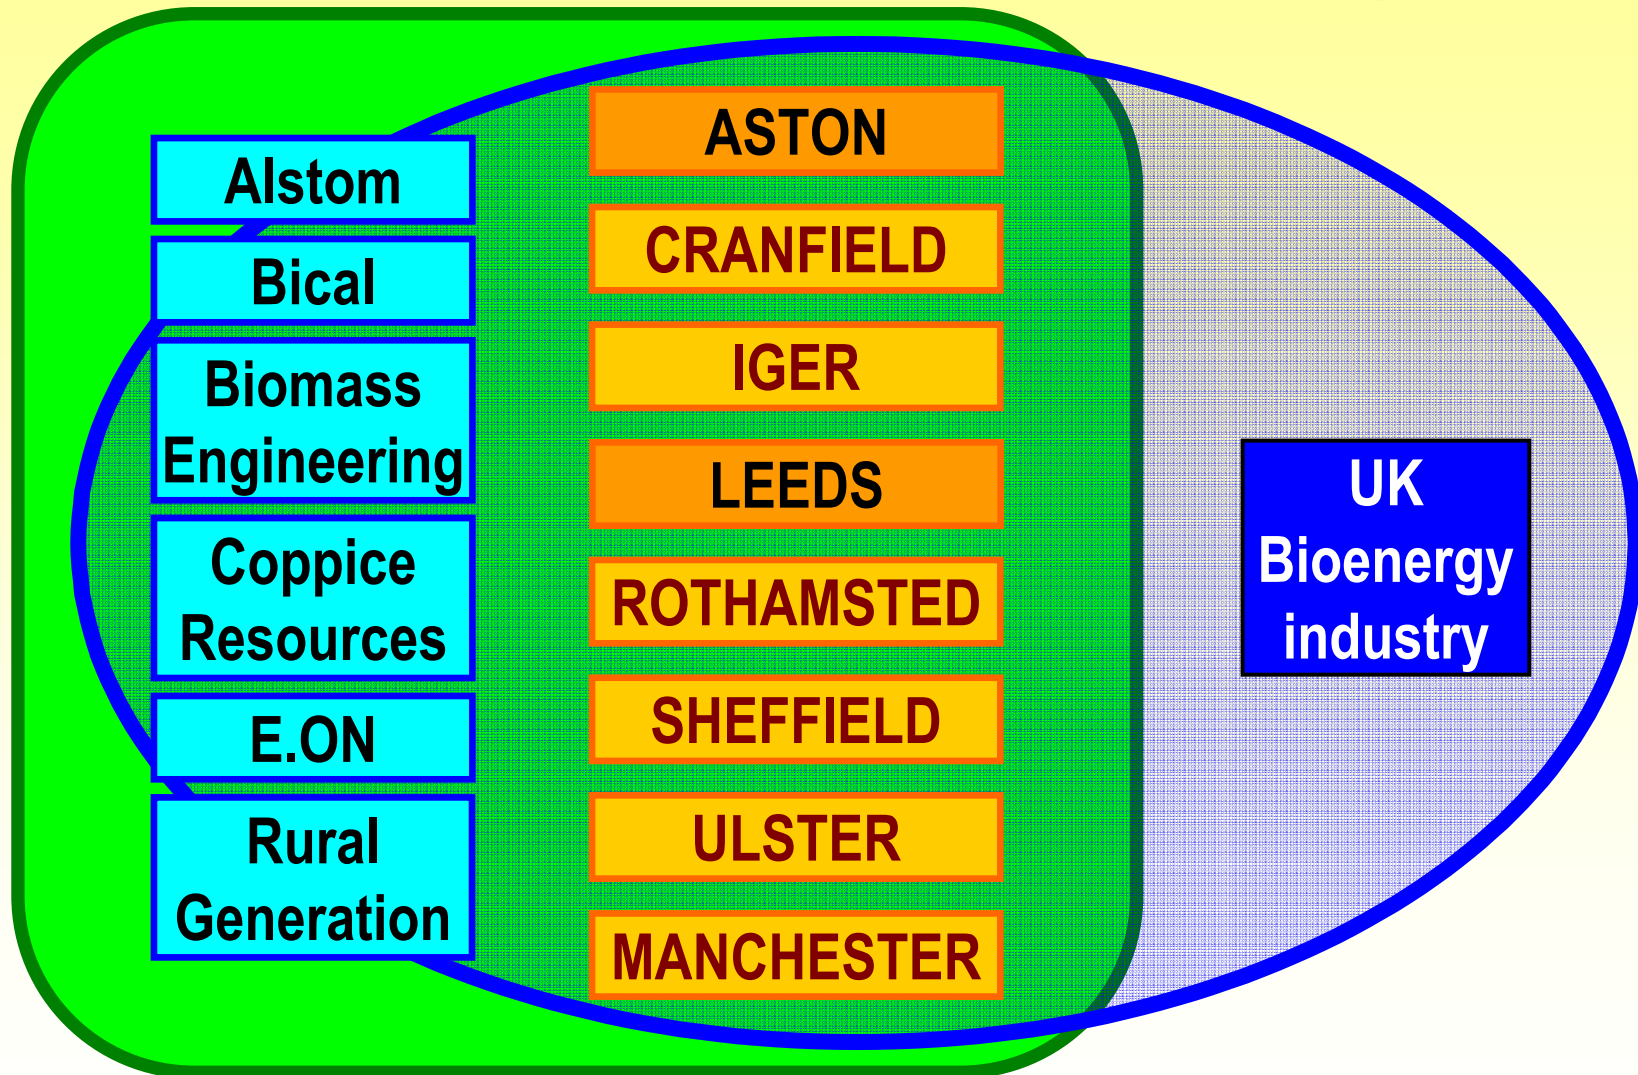 Alstom
Bical
Biomass
Engineering
Coppice
Resources
E.ON
Rural
Generation
ASTON
CRANFIELD
IGER
LEEDS
ROTHAMSTED
SHEFFIELD
ULSTER
MANCHESTER
UK
Bioenergy
industry